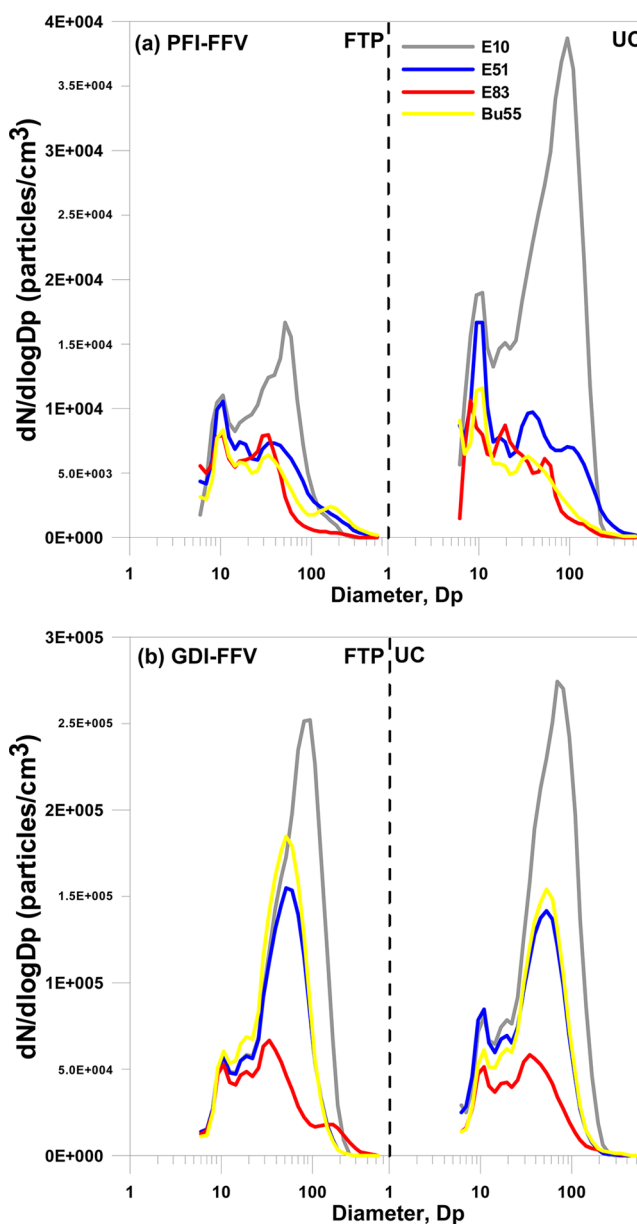 (a) PFI-FFV
FTP
UC
E10
E51
E83
Bu55
4E+004
3.5E+004
3E+004
2.5E+004
2E+004
1.5E+004
1E+004
5.0E+003
0E+000
dN/dlogDp (particles/cm³)
1 10 100 1 10 100
Diameter, Dp
(b) GDI-FFV
FTP
UC
3E+005
2.5E+005
2E+005
1.5E+005
1E+005
5.0E+004
0E+000
dN/dlogDp (particles/cm³)
1 10 100 1 10 100
Diameter, Dp